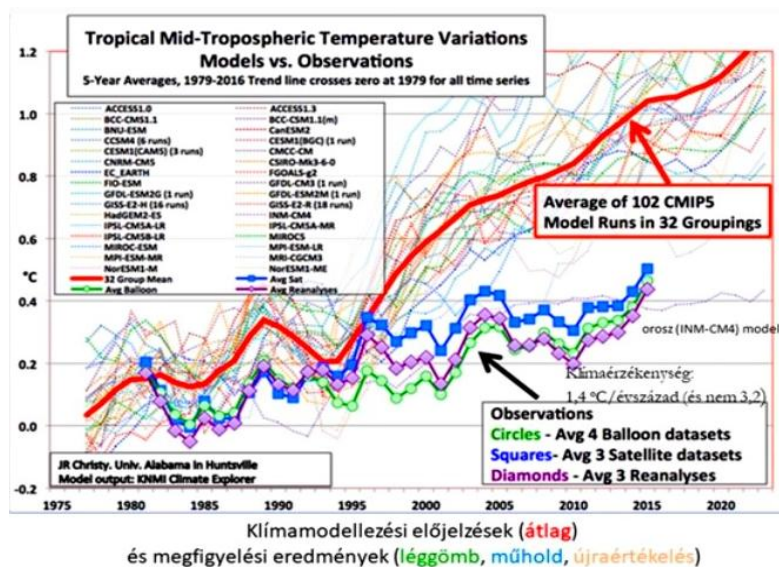 Tropical Mid-Tropospheric Temperature Variations
Models vs. Observations
5-Year Averages, 1979-2016 Trend line crosses zero at 1979 for all time series
ACCESS1.0 ACCESS1.3
BCC-CMS1.1 BCC-CSM1.1(m)
BNU-ESM CanESM2
CCSM4 (6 runs) CESM1(BGC) (1 run)
CESM1(CAM5) (3 runs) CMCC-CM
CNRM-CM5 CSIRO-Mk3-6-0
EC_EARTH FGOALS-g2
FIO-ESM GFDL-CM3 (1 run)
GFDL-ESM2G (1 run) GFDL-ESM2M (1 run)
GISS-E2-H (16 runs) GISS-E2-R (18 runs)
HadGEM2-ES INM-CM4
IPSL-CM5A-LR IPSL-CM5A-MR
IPSL-CM5B-LR MIROC5
MIROC-ESM MPI-ESM-LR
MPI-ESM-MR MRI-CGCM3
NorESM1-M NorESM1-ME
32 Group Mean Avg Sat
Avg Balloon Avg Reanalyses
1.2
1.0
0.8
0.6
°C
0.4
0.2
0.0
-0.2
Average of 102 CMIP5
Model Runs in 32 Groupings
orosz (INM-CM4) model
Klímaérzékenység:
1,4 °C/évszázad (és nem 3,2)
Observations
Circles - Avg 4 Balloon datasets
Squares- Avg 3 Satellite datasets
Diamonds - Avg 3 Reanalyses
JR Christy. Univ. Alabama in Huntsville
Model output: KNMI Climate Explorer
1975 1980 1985 1990 1995 2000 2005 2010 2015 2020
Klímamodellezési előjelzések (átlag)
és megfigyelési eredmények (léggömb, műhold, újraértékelés)